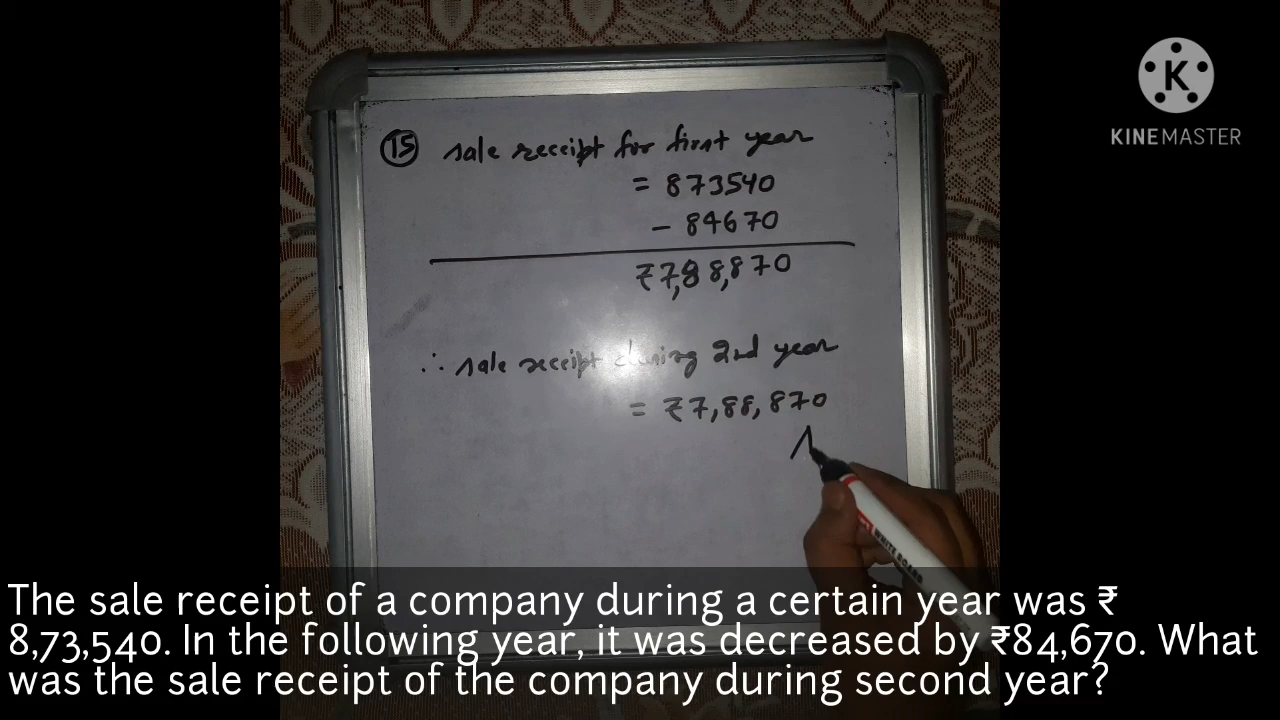 K
KINEMASTER
15 sale receipt for first year
= 873540
− 84670
₹7,88,870
∴ sale receipt during 2nd year
= ₹7,88,870
WHITE BOARD
The sale receipt of a company during a certain year was ₹
8,73,540. In the following year, it was decreased by ₹84,670. What
was the sale receipt of the company during second year?